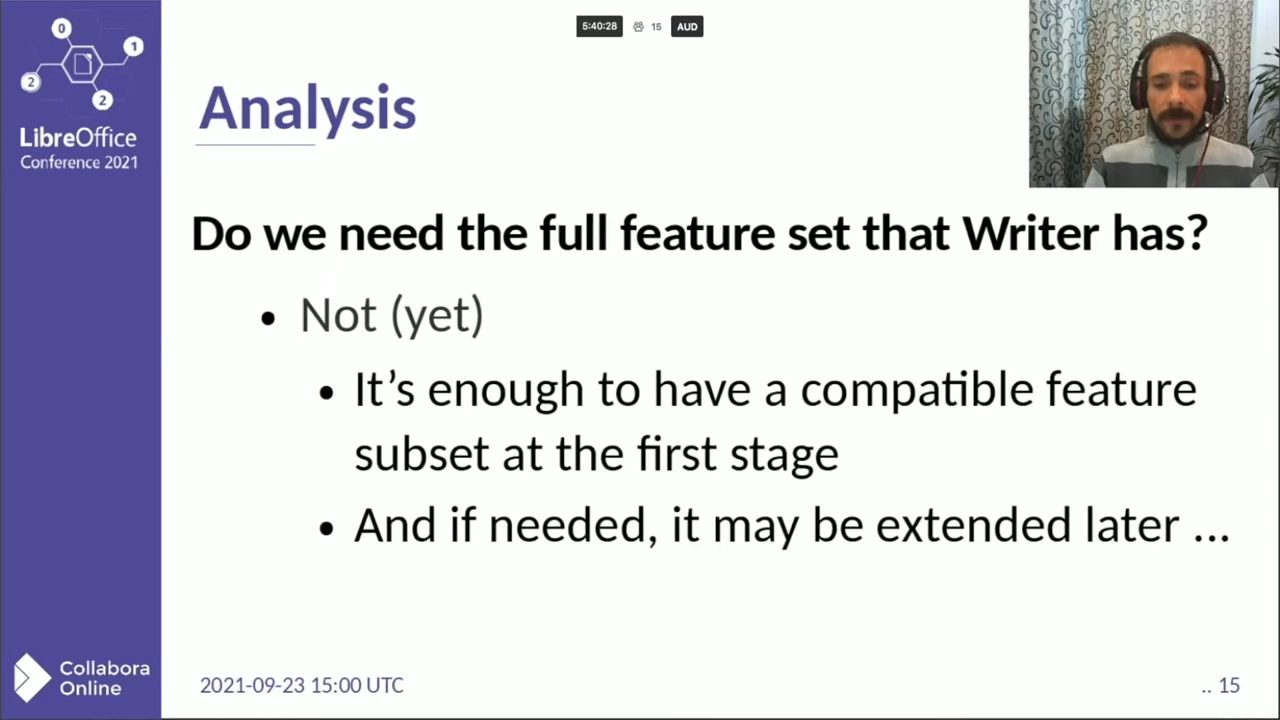 5:40:28 15 AUD
0
1
2
2
LibreOffice
Conference 2021
Analysis
Do we need the full feature set that Writer has?
• Not (yet)
• It’s enough to have a compatible feature
subset at the first stage
• And if needed, it may be extended later ...
Collabora
Online
2021-09-23 15:00 UTC
.. 15